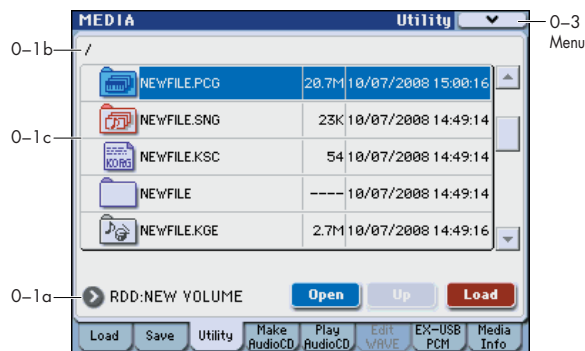 MEDIA Utility
0–3
Menu
0–1b
/
0–1c
NEWFILE.PCG 20.7M 10/07/2008 15:00:16
NEWFILE.SNG 23K 10/07/2008 14:49:14
KORG NEWFILE.KSC 54 10/07/2008 14:49:14
NEWFILE ---- 10/07/2008 14:49:14
NEWFILE.KGE 2.7M 10/07/2008 14:49:16
0–1a
RDD:NEW VOLUME Open Up Load
Load Save Utility Make AudioCD Play AudioCD Edit WAVE EX-USB PCM Media Info